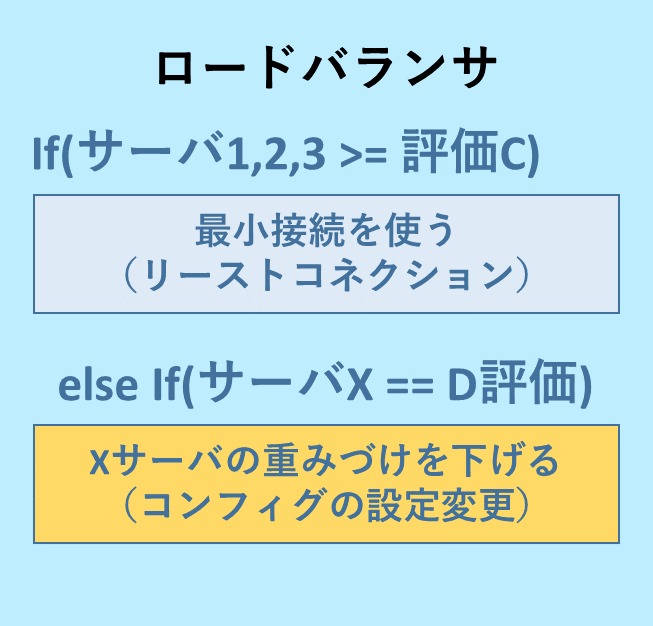 ロードバランサ
If(サーバ1,2,3 >= 評価C)
最小接続を使う
（リーストコネクション）
else If(サーバX == D評価)
Xサーバの重みづけを下げる
（コンフィグの設定変更）